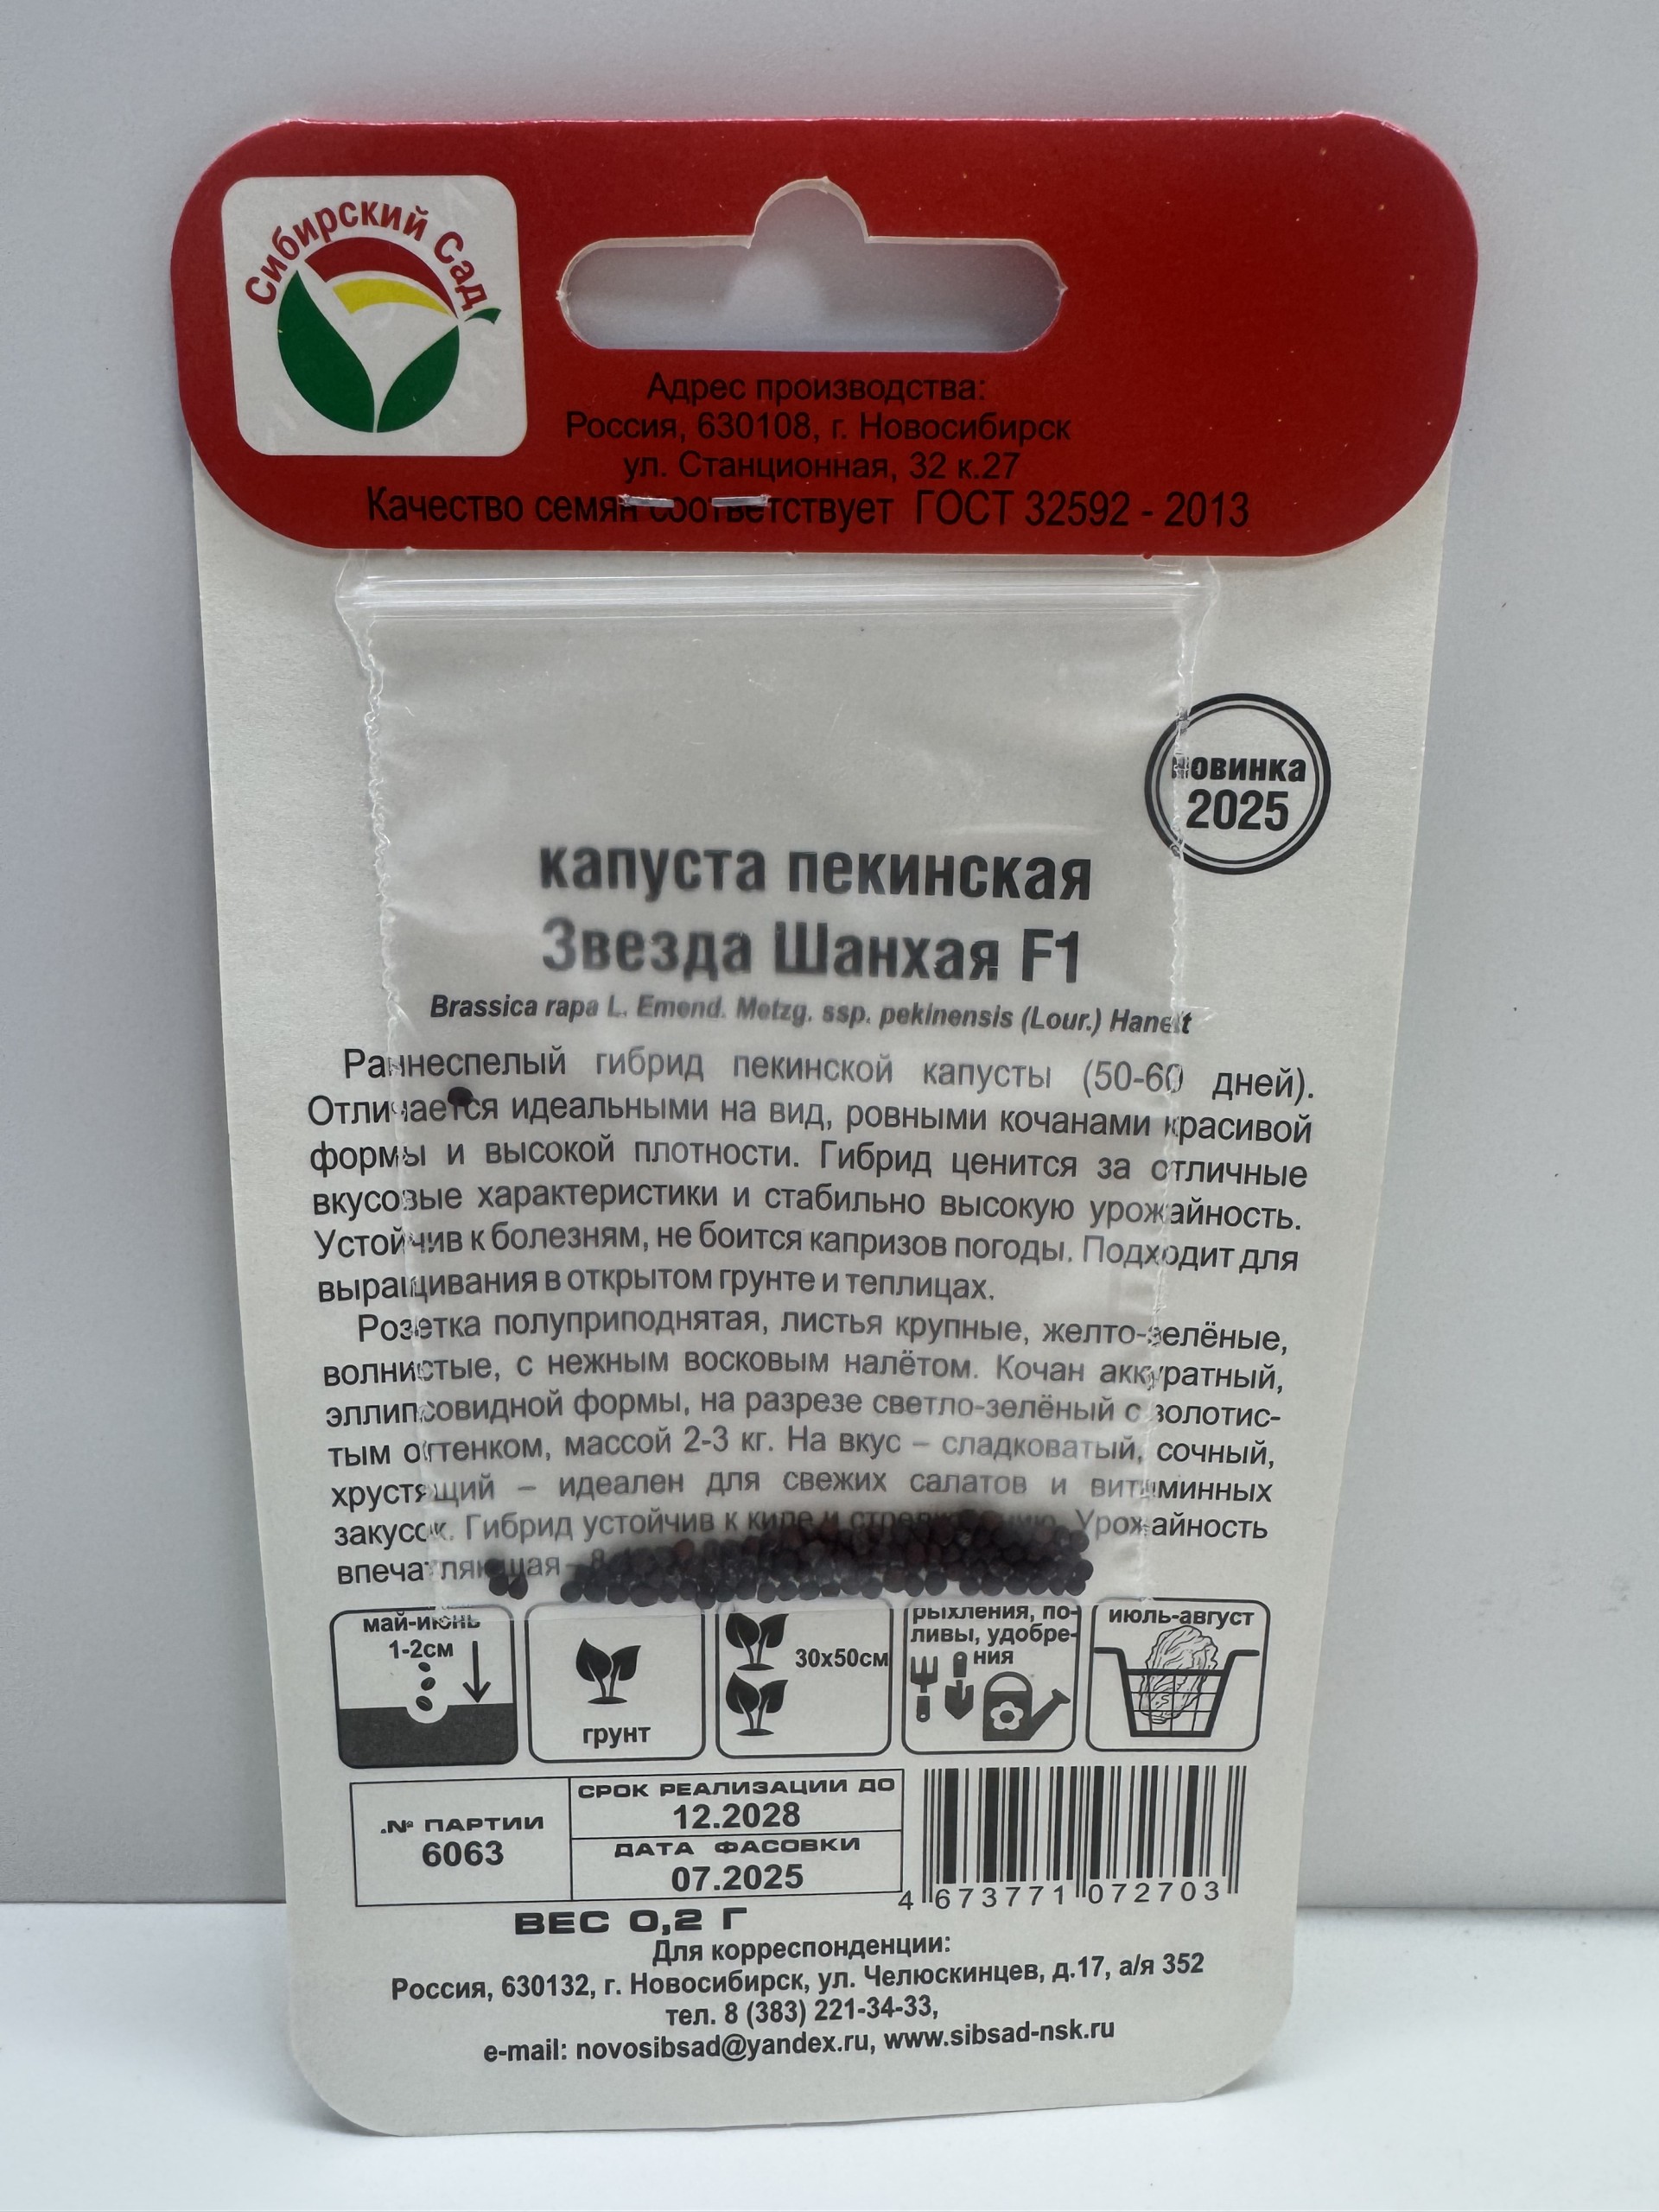 Сибирский Сад
Адрес производства:
Россия, 630108, г. Новосибирск
ул. Станционная, 32 к.27
Качество семян соответствует ГОСТ 32592 - 2013
новинка
2025
капуста пекинская
Звезда Шанхая F1
Brassica rapa L. Emend. Metzg. ssp. pekinensis (Lour.) Hanelt
Раннеспелый гибрид пекинской капусты (50-60 дней).
Отличается идеальными на вид, ровными кочанами красивой
формы и высокой плотности. Гибрид ценится за отличные
вкусовые характеристики и стабильно высокую урожайность.
Устойчив к болезням, не боится капризов погоды. Подходит для
выращивания в открытом грунте и теплицах.
Розетка полуприподнятая, листья крупные, желто-зелёные,
волнистые, с нежным восковым налётом. Кочан аккуратный,
эллипсовидной формы, на разрезе светло-зелёный с золотис-
тым оттенком, массой 2-3 кг. На вкус – сладковатый, сочный,
хрустящий – идеален для свежих салатов и витаминных
закусок. Гибрид устойчив к киле и Урожайность
впечатляющая
май-июнь
1-2см
грунт
30х50см
рыхления, по-
ливы, удобре-
ния
июль-август
№ ПАРТИИ
6063
СРОК РЕАЛИЗАЦИИ ДО
12.2028
ДАТА ФАСОВКИ
07.2025
4 673771 072703
ВЕС 0,2 Г
Для корреспонденции:
Россия, 630132, г. Новосибирск, ул. Челюскинцев, д.17, а/я 352
тел. 8 (383) 221-34-33,
e-mail: novosibsad@yandex.ru, www.sibsad-nsk.ru